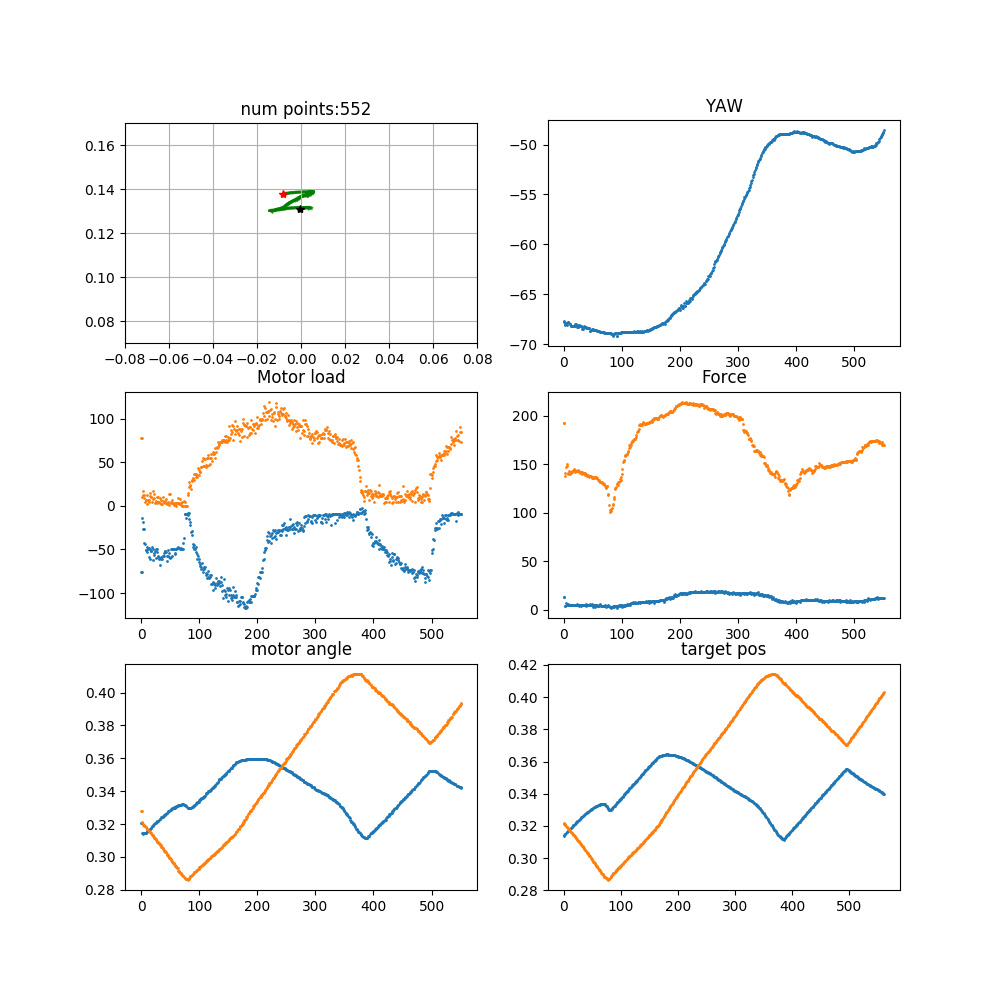 num points:552
YAW
0.16
0.14
0.12
0.10
0.08
−0.08 −0.06 −0.04 −0.02 0.00 0.02 0.04 0.06 0.08
−50
−55
−60
−65
−70
0 100 200 300 400 500
Motor load
Force
100
50
0
−50
−100
0 100 200 300 400 500
200
150
100
50
0
0 100 200 300 400 500
motor angle
target pos
0.40
0.38
0.36
0.34
0.32
0.30
0.28
0 100 200 300 400 500
0.42
0.40
0.38
0.36
0.34
0.32
0.30
0.28
0 100 200 300 400 500